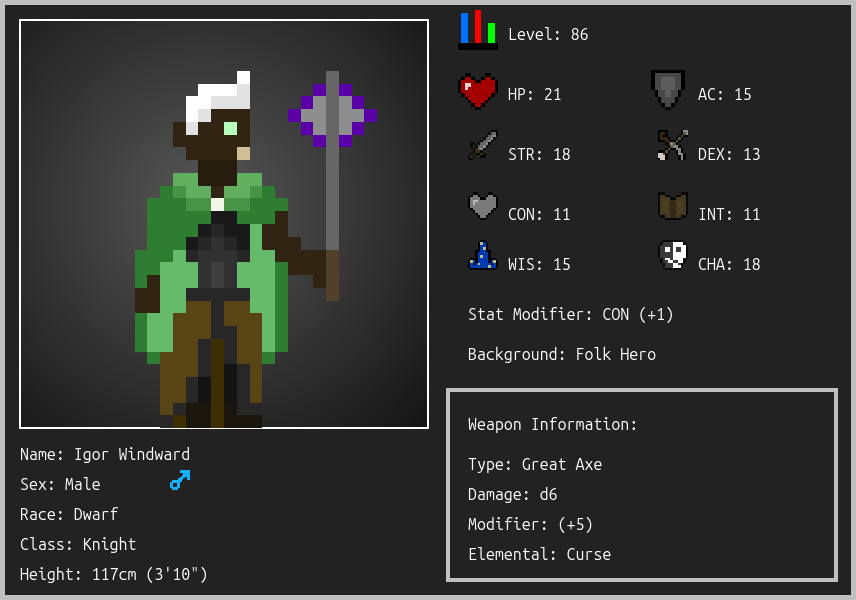 Level: 86
HP: 21
AC: 15
STR: 18
DEX: 13
CON: 11
INT: 11
WIS: 15
CHA: 18
Stat Modifier: CON (+1)
Background: Folk Hero
Weapon Information:
Type: Great Axe
Damage: d6
Modifier: (+5)
Elemental: Curse
Name: Igor Windward
Sex: Male
Race: Dwarf
Class: Knight
Height: 117cm (3'10")